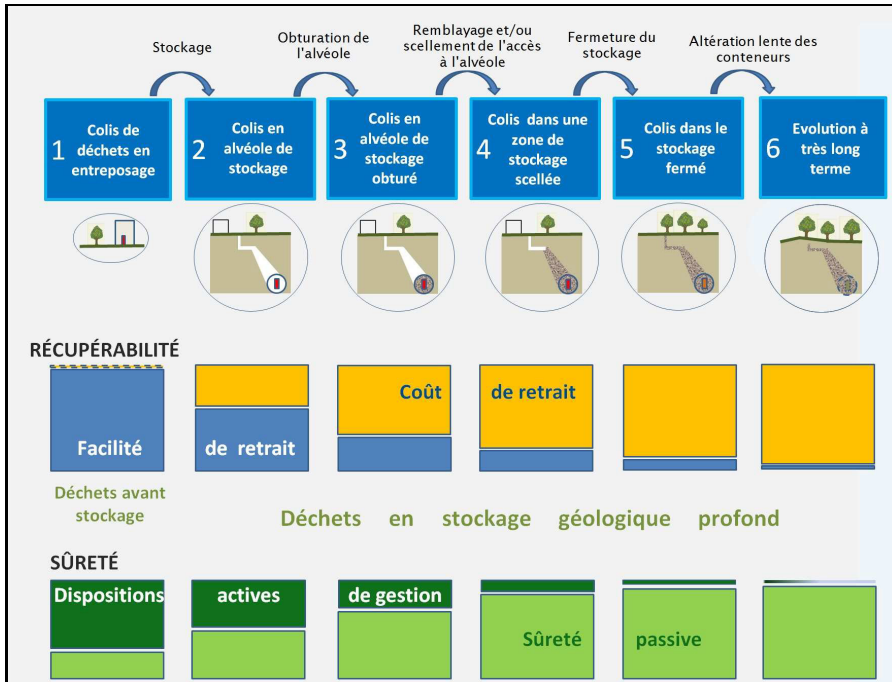 Stockage
Obturation de
l'alvéole
Remblayage et/ou
scellement de l'accès
à l'alvéole
Fermeture du
stockage
Altération lente des
conteneurs
1
Colis de
déchets en
entreposage
2
Colis en
alvéole de
stockage
3
Colis en
alvéole de
stockage
obturé
4
Colis dans une
zone de
stockage
scellée
5
Colis dans le
stockage
fermé
6
Evolution à
très long
terme
RÉCUPÉRABILITÉ
Coût de retrait
Facilité de retrait
Déchets avant
stockage
Déchets en stockage géologique profond
SÛRETÉ
Dispositions actives de gestion
Sûreté passive